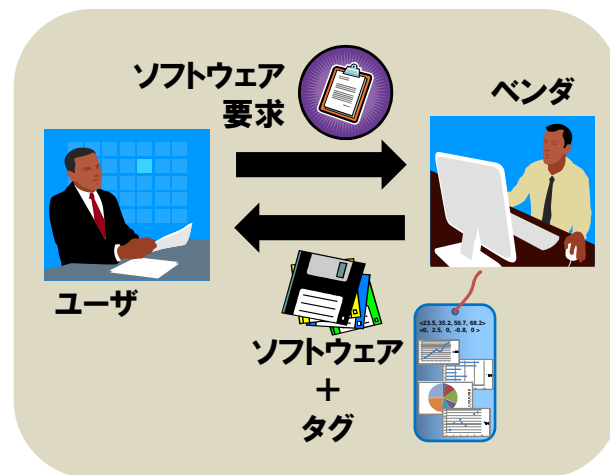 ソフトウェア
要求
ベンダ
ユーザ
<23.5, 35.2, 50.7, 68.2>
<0, 2.5, 0, -0.8, 0 >
ソフトウェア
＋
タグ